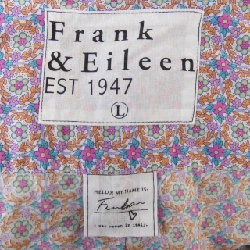 Frank
& Eileen
EST 1947
L
HELLO! MY NAME IS: